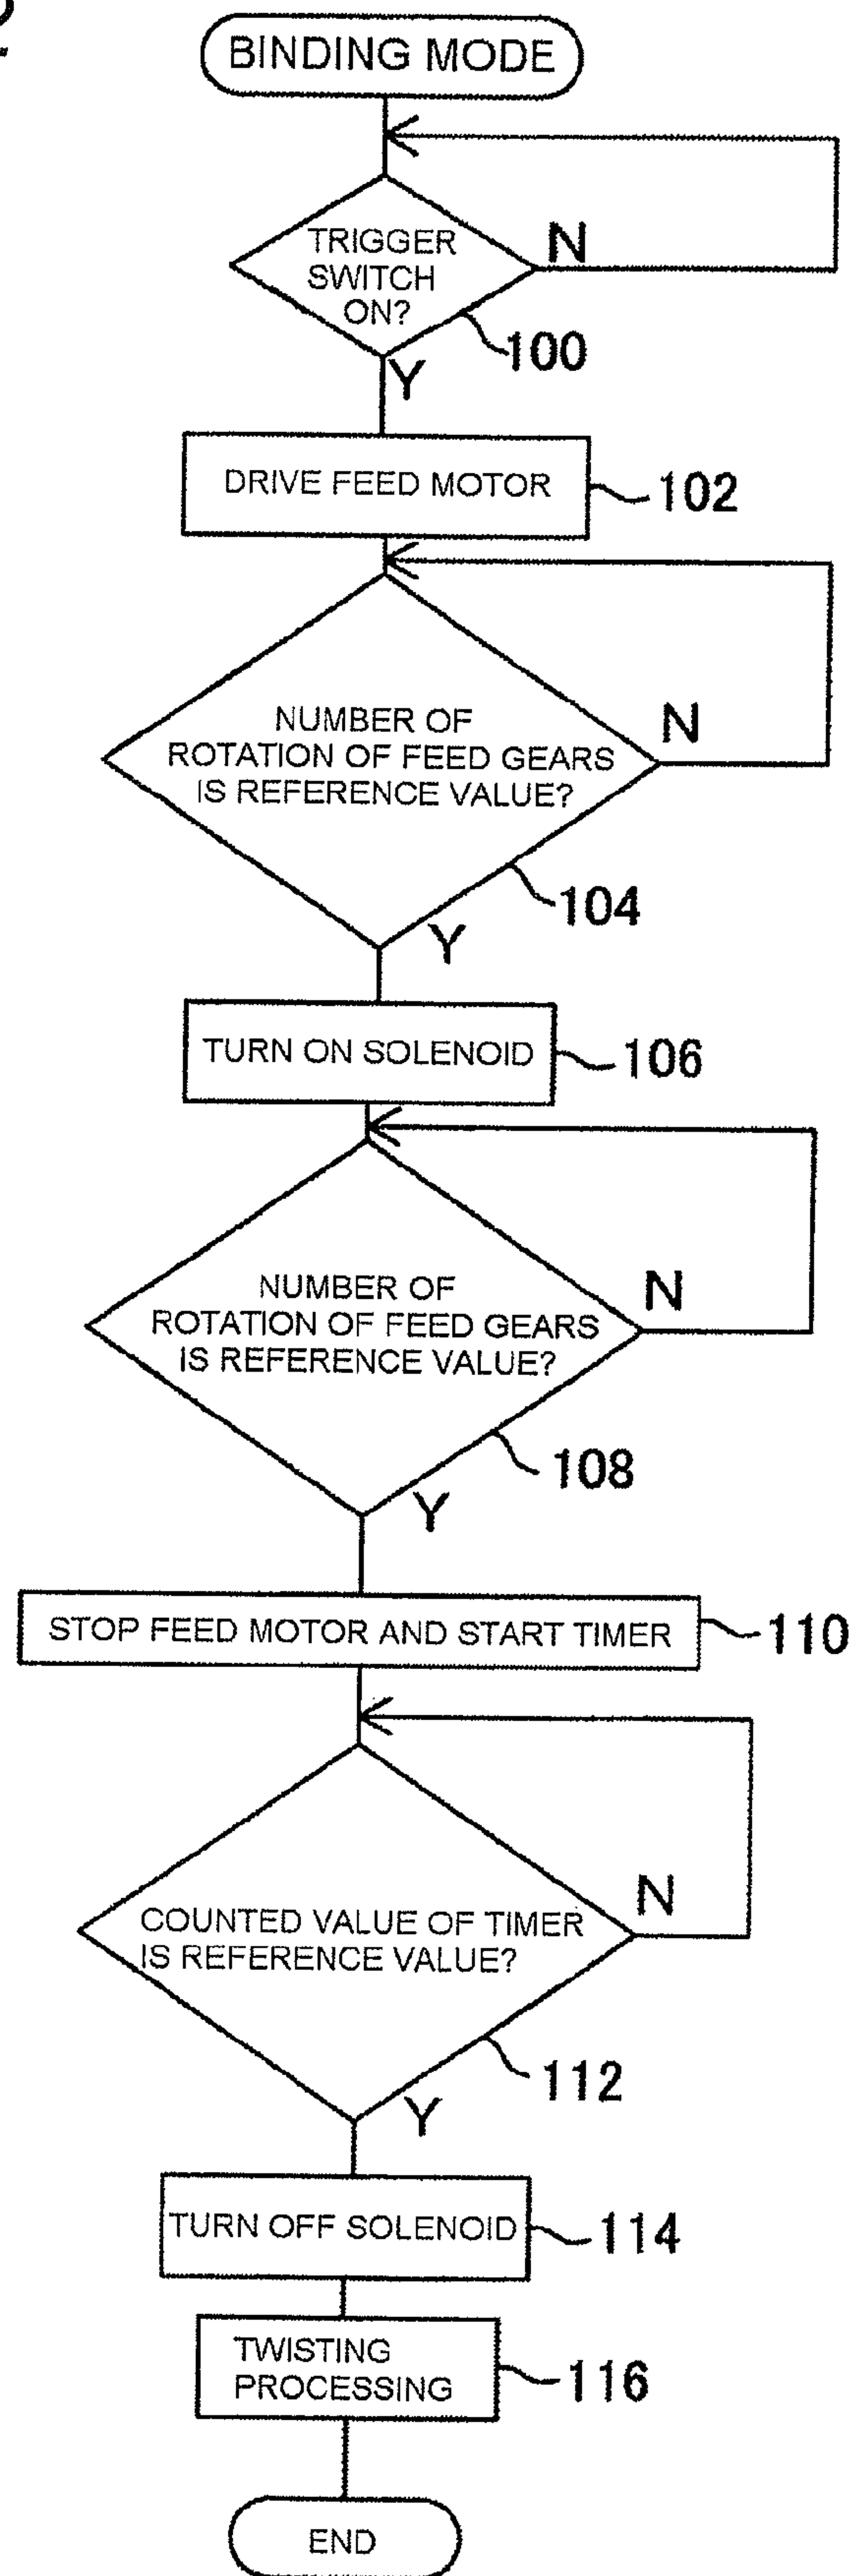 BINDING MODE
TRIGGER
SWITCH
ON?
N
100
Y
DRIVE FEED MOTOR
102
NUMBER OF
ROTATION OF FEED GEARS
IS REFERENCE VALUE?
N
104
Y
TURN ON SOLENOID
106
NUMBER OF
ROTATION OF FEED GEARS
IS REFERENCE VALUE?
N
108
Y
STOP FEED MOTOR AND START TIMER
110
COUNTED VALUE OF TIMER
IS REFERENCE VALUE?
N
112
Y
TURN OFF SOLENOID
114
TWISTING
PROCESSING
116
END